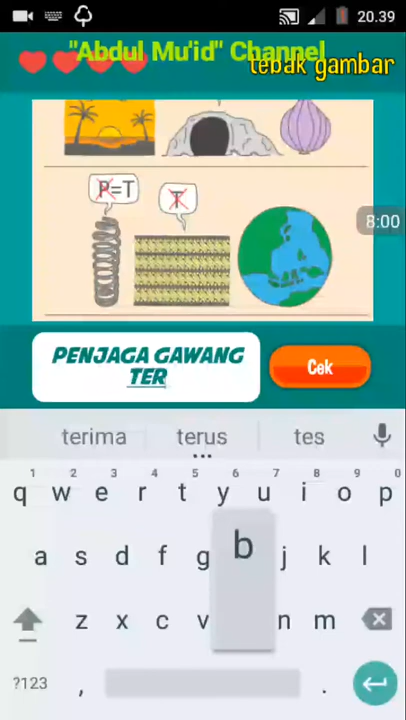 20.39
"Abdul Mu'id" Channel
tebak gambar
P=T
T
8:00
PENJAGA GAWANG
TER
Cek
terima terus tes
1 2 3 4 5 6 7 8 9 0
q w e r t y u i o p
a s d f g b j k l
z x c v n m
?123 , .